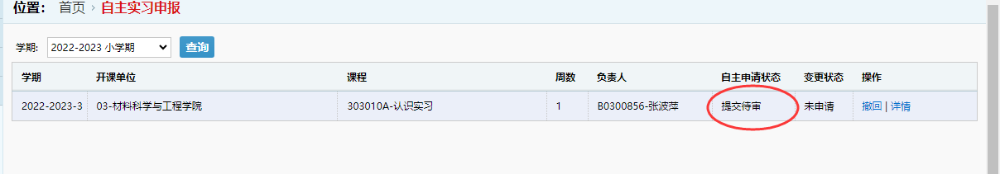 位置： 首页 › 自主实习申报
学期: 2022-2023 小学期 查询
学期 开课单位 课程 周数 负责人 自主申请状态 变更状态 操作
2022-2023-3 03-材料科学与工程学院 303010A-认识实习 1 B0300856-张波萍 提交待审 未申请 撤回 | 详情